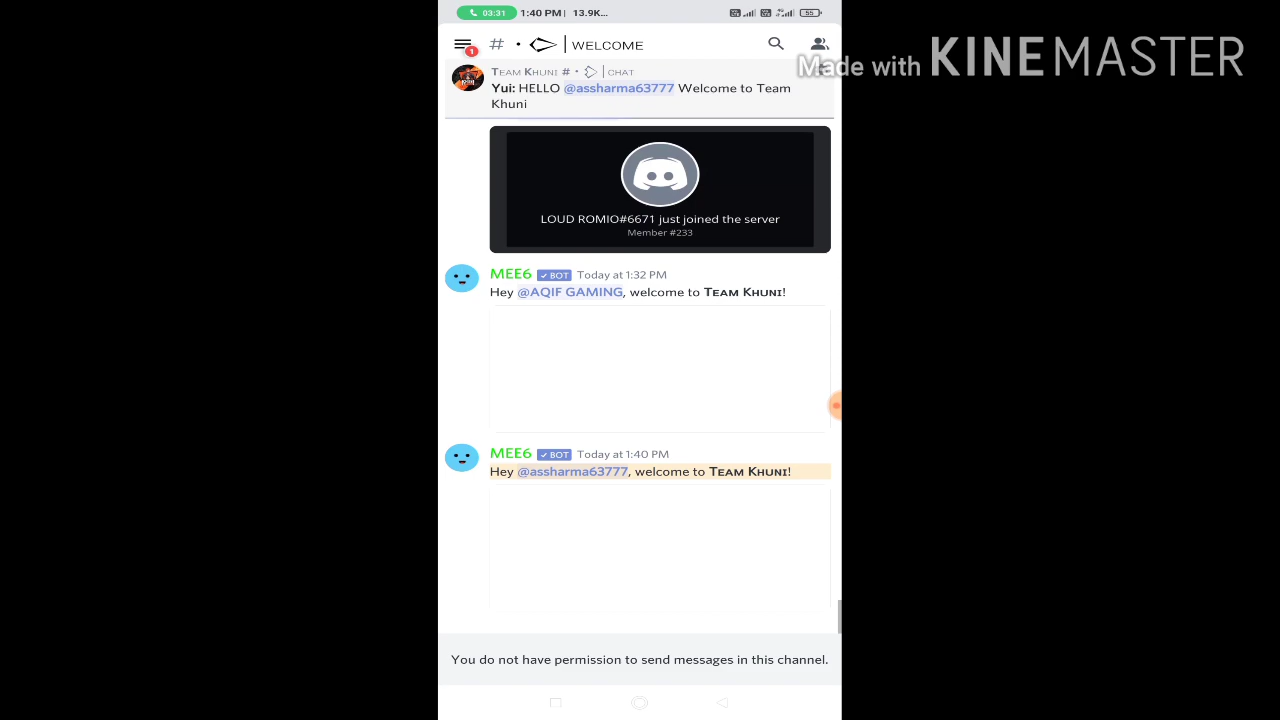 03:31 1:40 PM | 13.9K... 55
1 # • | WELCOME
Made with KINEMASTER
TEAM KHUNI # • | CHAT
Yui: HELLO @assharma63777 Welcome to Team
Khuni
LOUD ROMIO#6671 just joined the server
Member #233
MEE6 ✓ BOT Today at 1:32 PM
Hey @AQIF GAMING, welcome to TEAM KHUNI!
MEE6 ✓ BOT Today at 1:40 PM
Hey @assharma63777, welcome to TEAM KHUNI!
You do not have permission to send messages in this channel.